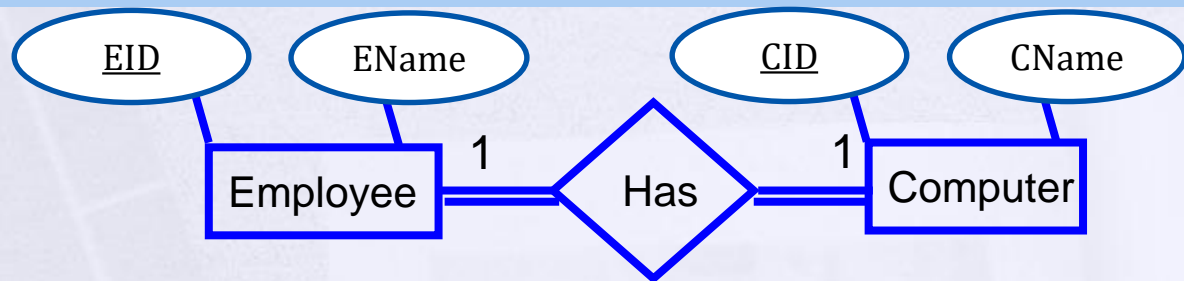 EID EName CID CName
1 1
Employee Has Computer